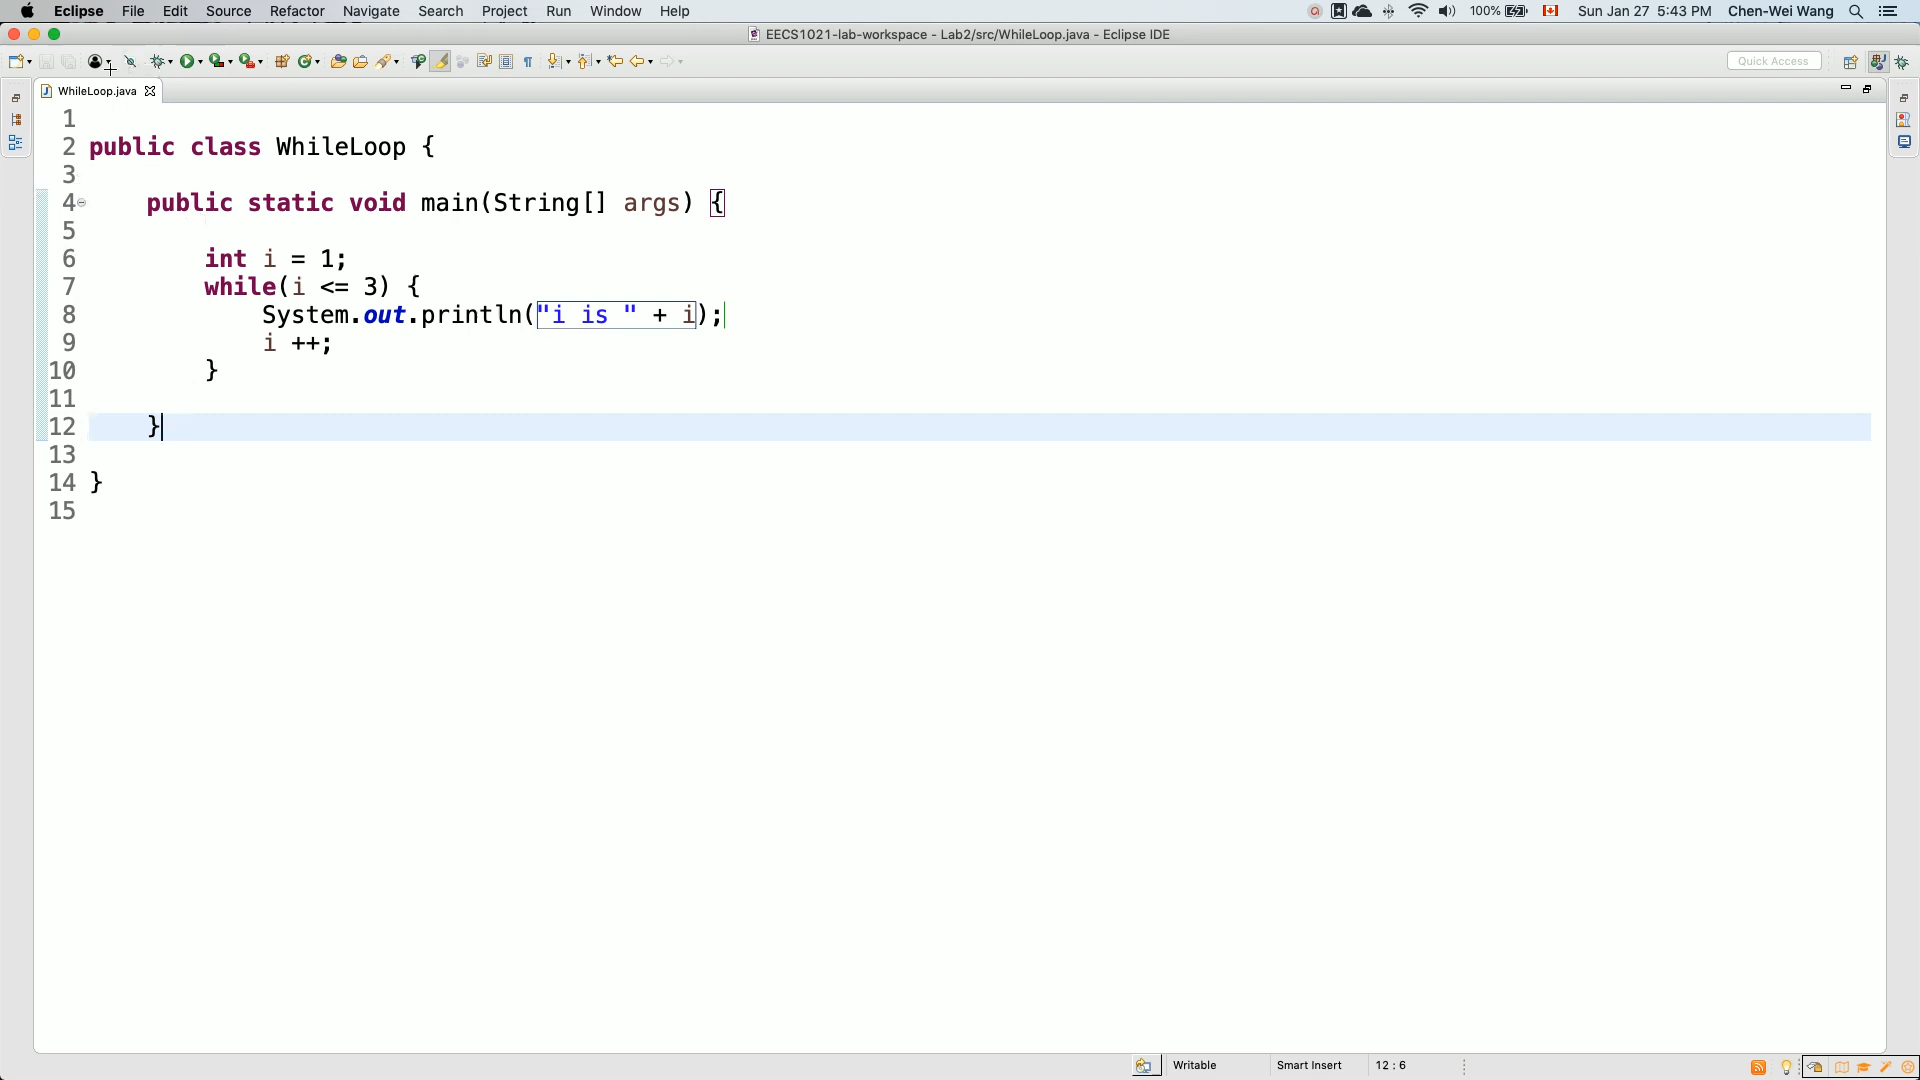 Eclipse File Edit Source Refactor Navigate Search Project Run Window Help 100% Sun Jan 27 5:43 PM Chen-Wei Wang
EECS1021-lab-workspace - Lab2/src/WhileLoop.java - Eclipse IDE
Quick Access
WhileLoop.java
1
2 public class WhileLoop {
3
4 public static void main(String[] args) {
5
6 int i = 1;
7 while(i <= 3) {
8 System.out.println("i is " + i);
9 i ++;
10 }
11
12 }
13
14 }
15
Writable Smart Insert 12 : 6